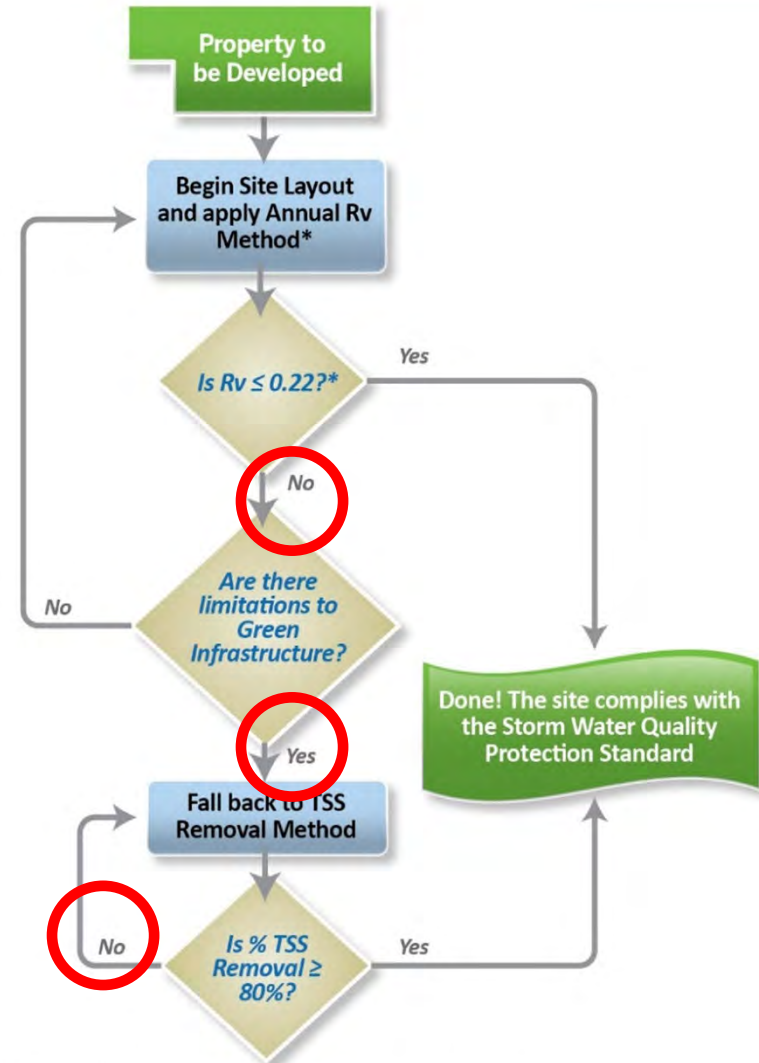 Property to
be Developed
Begin Site Layout
and apply Annual Rv
Method*
Is Rv ≤ 0.22?*
Yes
No
Are there
limitations to
Green
Infrastructure?
No
Yes
Done! The site complies with
the Storm Water Quality
Protection Standard
Fall back to TSS
Removal Method
Is % TSS
Removal ≥
80%?
No
Yes